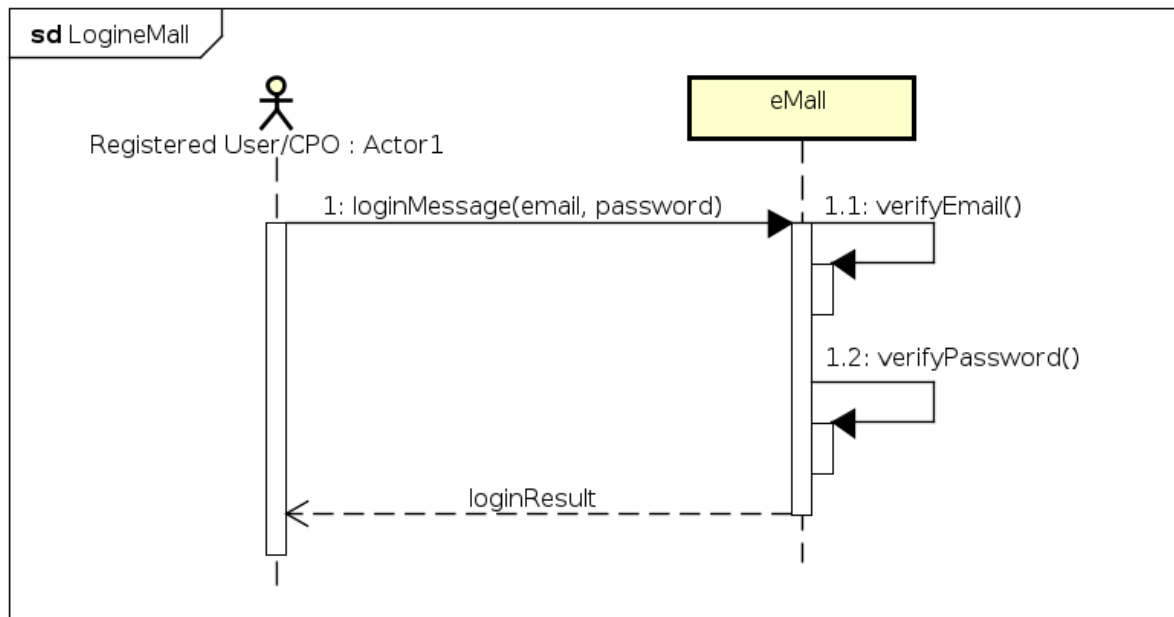 sd LogineMall
eMall
Registered User/CPO : Actor1
1: loginMessage(email, password)
1.1: verifyEmail()
1.2: verifyPassword()
loginResult